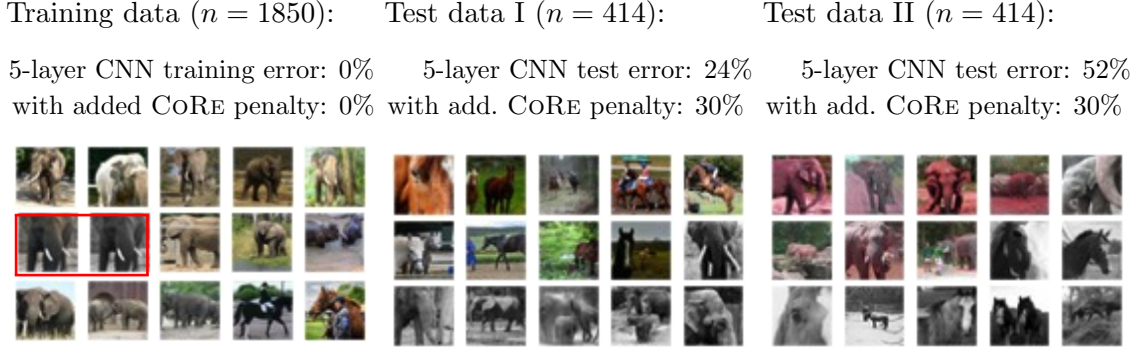 Training data (n = 1850):
5-layer CNN training error: 0%
with added CoRe penalty: 0%
Test data I (n = 414):
5-layer CNN test error: 24%
with add. CoRe penalty: 30%
Test data II (n = 414):
5-layer CNN test error: 52%
with add. CoRe penalty: 30%